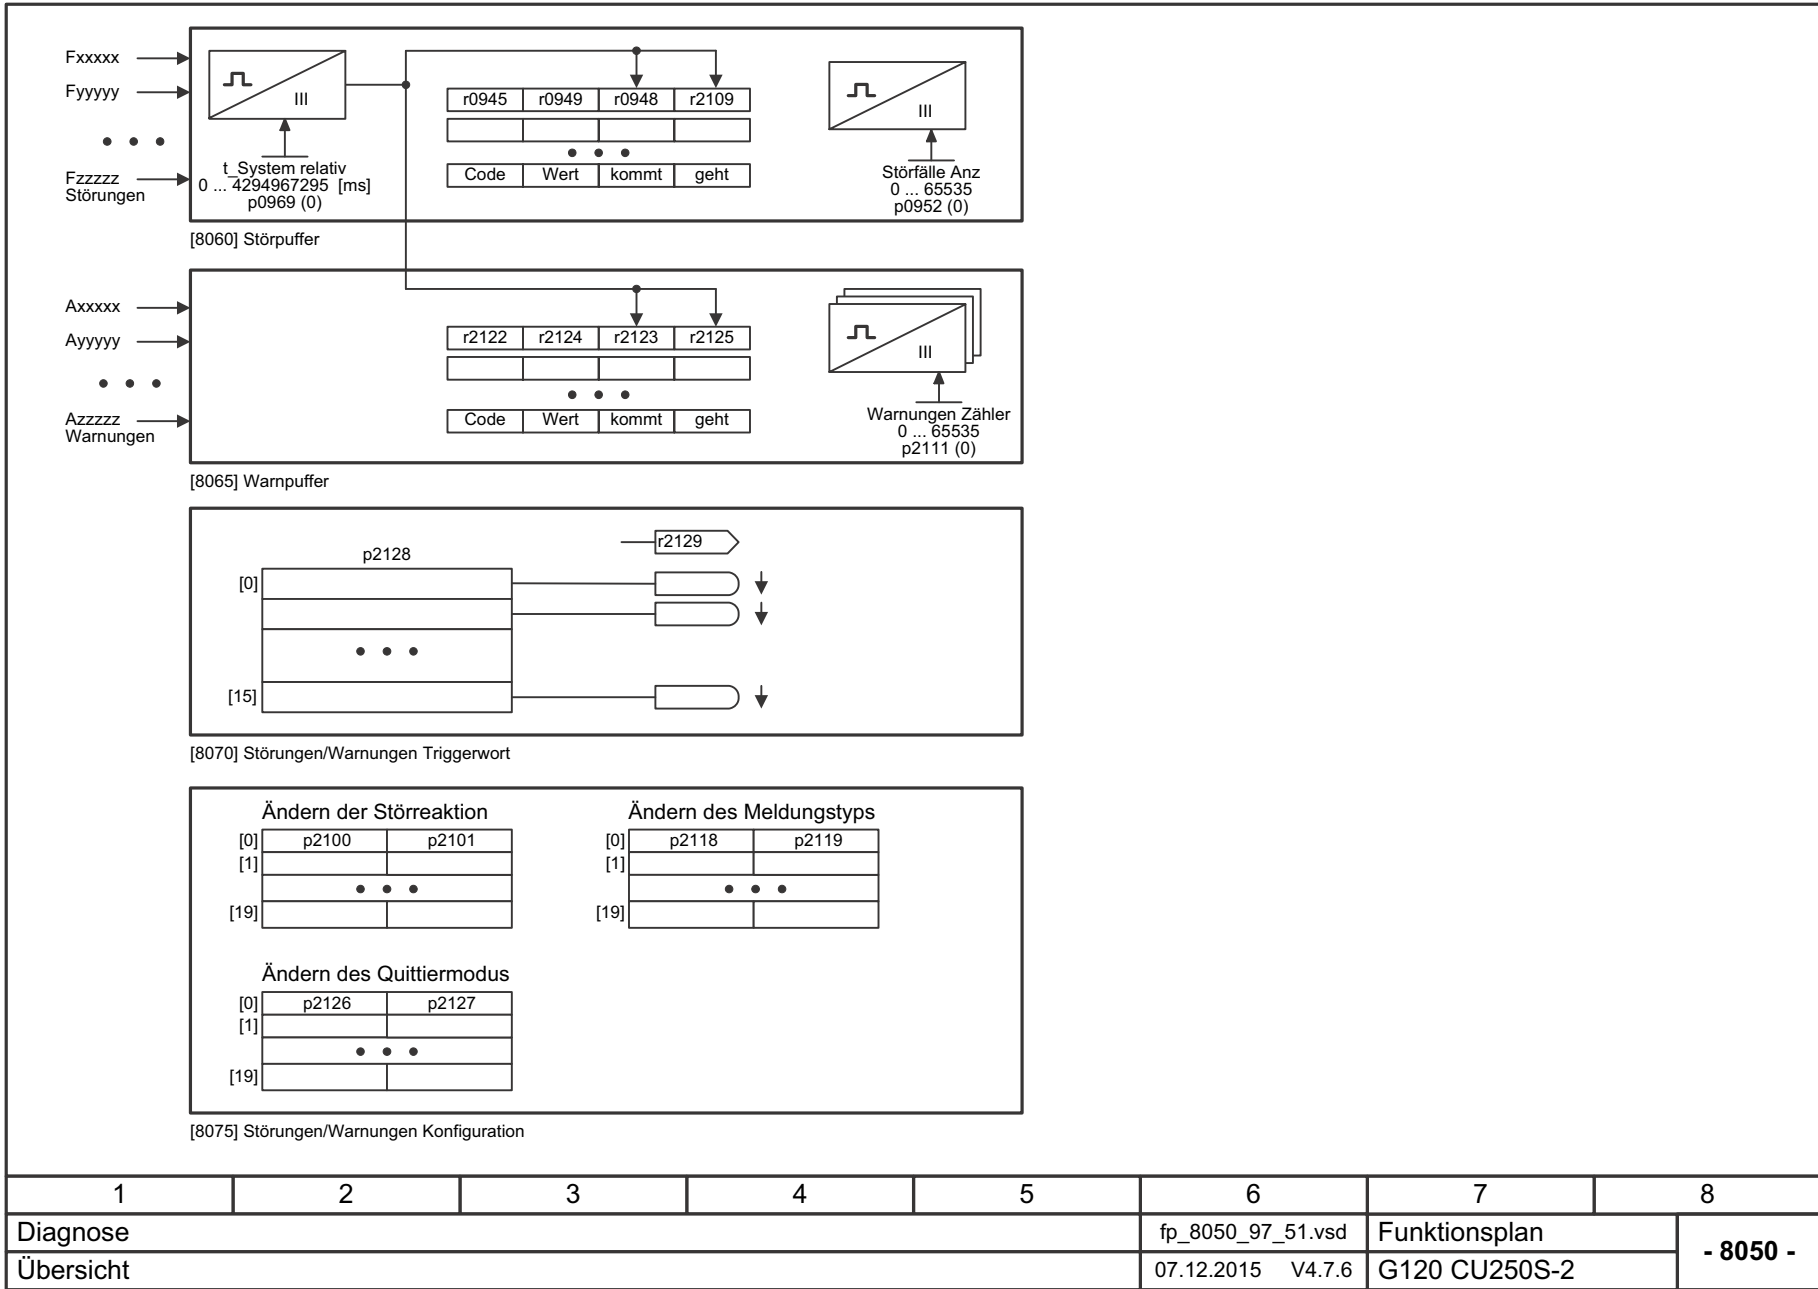 Fxxxxx
Fyyyyy
Fzzzzz
Störungen
III
t_System relativ
0 ... 4294967295 [ms]
p0969 (0)
r0945 r0949 r0948 r2109
Code Wert kommt geht
III
Störfälle Anz
0 ... 65535
p0952 (0)
[8060] Störpuffer
Axxxxx
Ayyyyy
Azzzzz
Warnungen
r2122 r2124 r2123 r2125
Code Wert kommt geht
III
Warnungen Zähler
0 ... 65535
p2111 (0)
[8065] Warnpuffer
p2128
r2129
[0]
[15]
[8070] Störungen/Warnungen Triggerwort
Ändern der Störreaktion
[0] p2100 p2101
[1]
[19]
Ändern des Meldungstyps
[0] p2118 p2119
[1]
[19]
Ändern des Quittiermodus
[0] p2126 p2127
[1]
[19]
[8075] Störungen/Warnungen Konfiguration
1 2 3 4 5 6 7 8
Diagnose fp_8050_97_51.vsd Funktionsplan
- 8050 -
Übersicht 07.12.2015 V4.7.6 G120 CU250S-2